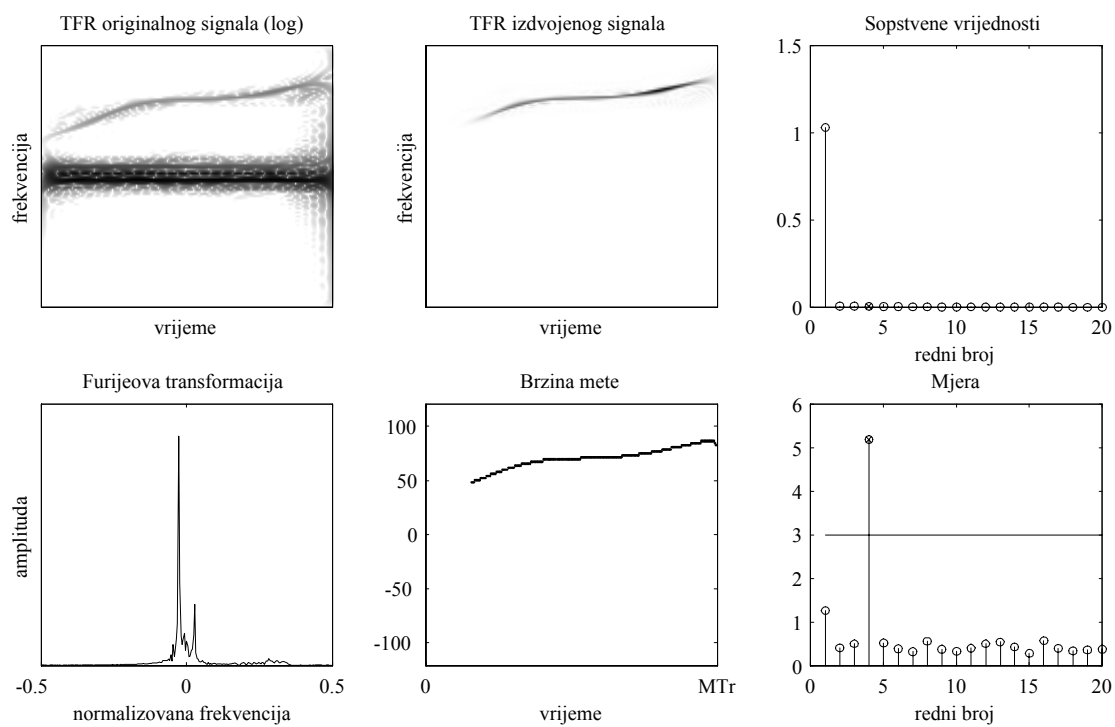 TFR originalnog signala (log)
frekvencija
vrijeme
TFR izdvojenog signala
frekvencija
vrijeme
Sopstvene vrijednosti
1.5
1
0.5
0
0 5 10 15 20
redni broj
Furijeova transformacija
amplituda
-0.5 0 0.5
normalizovana frekvencija
Brzina mete
100
50
0
-50
-100
0 MTr
vrijeme
Mjera
6
5
4
3
2
1
0
0 5 10 15 20
redni broj